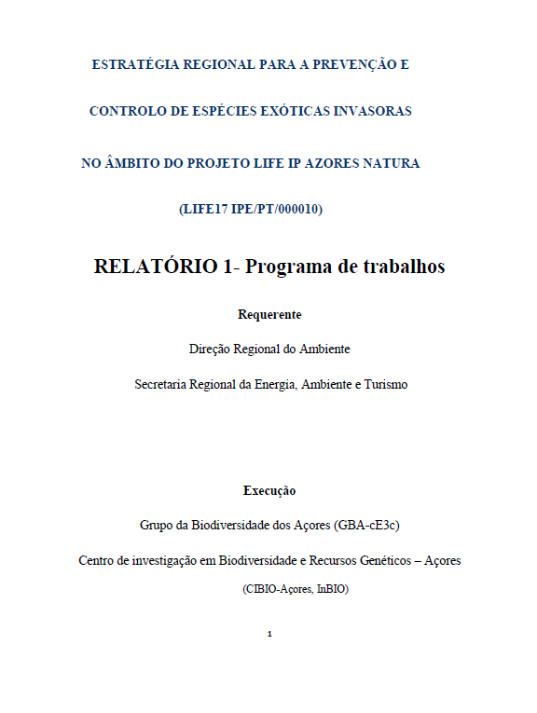 ESTRATÉGIA REGIONAL PARA A PREVENÇÃO E
CONTROLO DE ESPÉCIES EXÓTICAS INVASORAS
NO ÂMBITO DO PROJETO LIFE IP AZORES NATURA
(LIFE17 IPE/PT/000010)
RELATÓRIO 1- Programa de trabalhos
Requerente
Direção Regional do Ambiente
Secretaria Regional da Energia, Ambiente e Turismo
Execução
Grupo da Biodiversidade dos Açores (GBA-cE3c)
Centro de investigação em Biodiversidade e Recursos Genéticos – Açores
(CIBIO-Açores, InBIO)
1